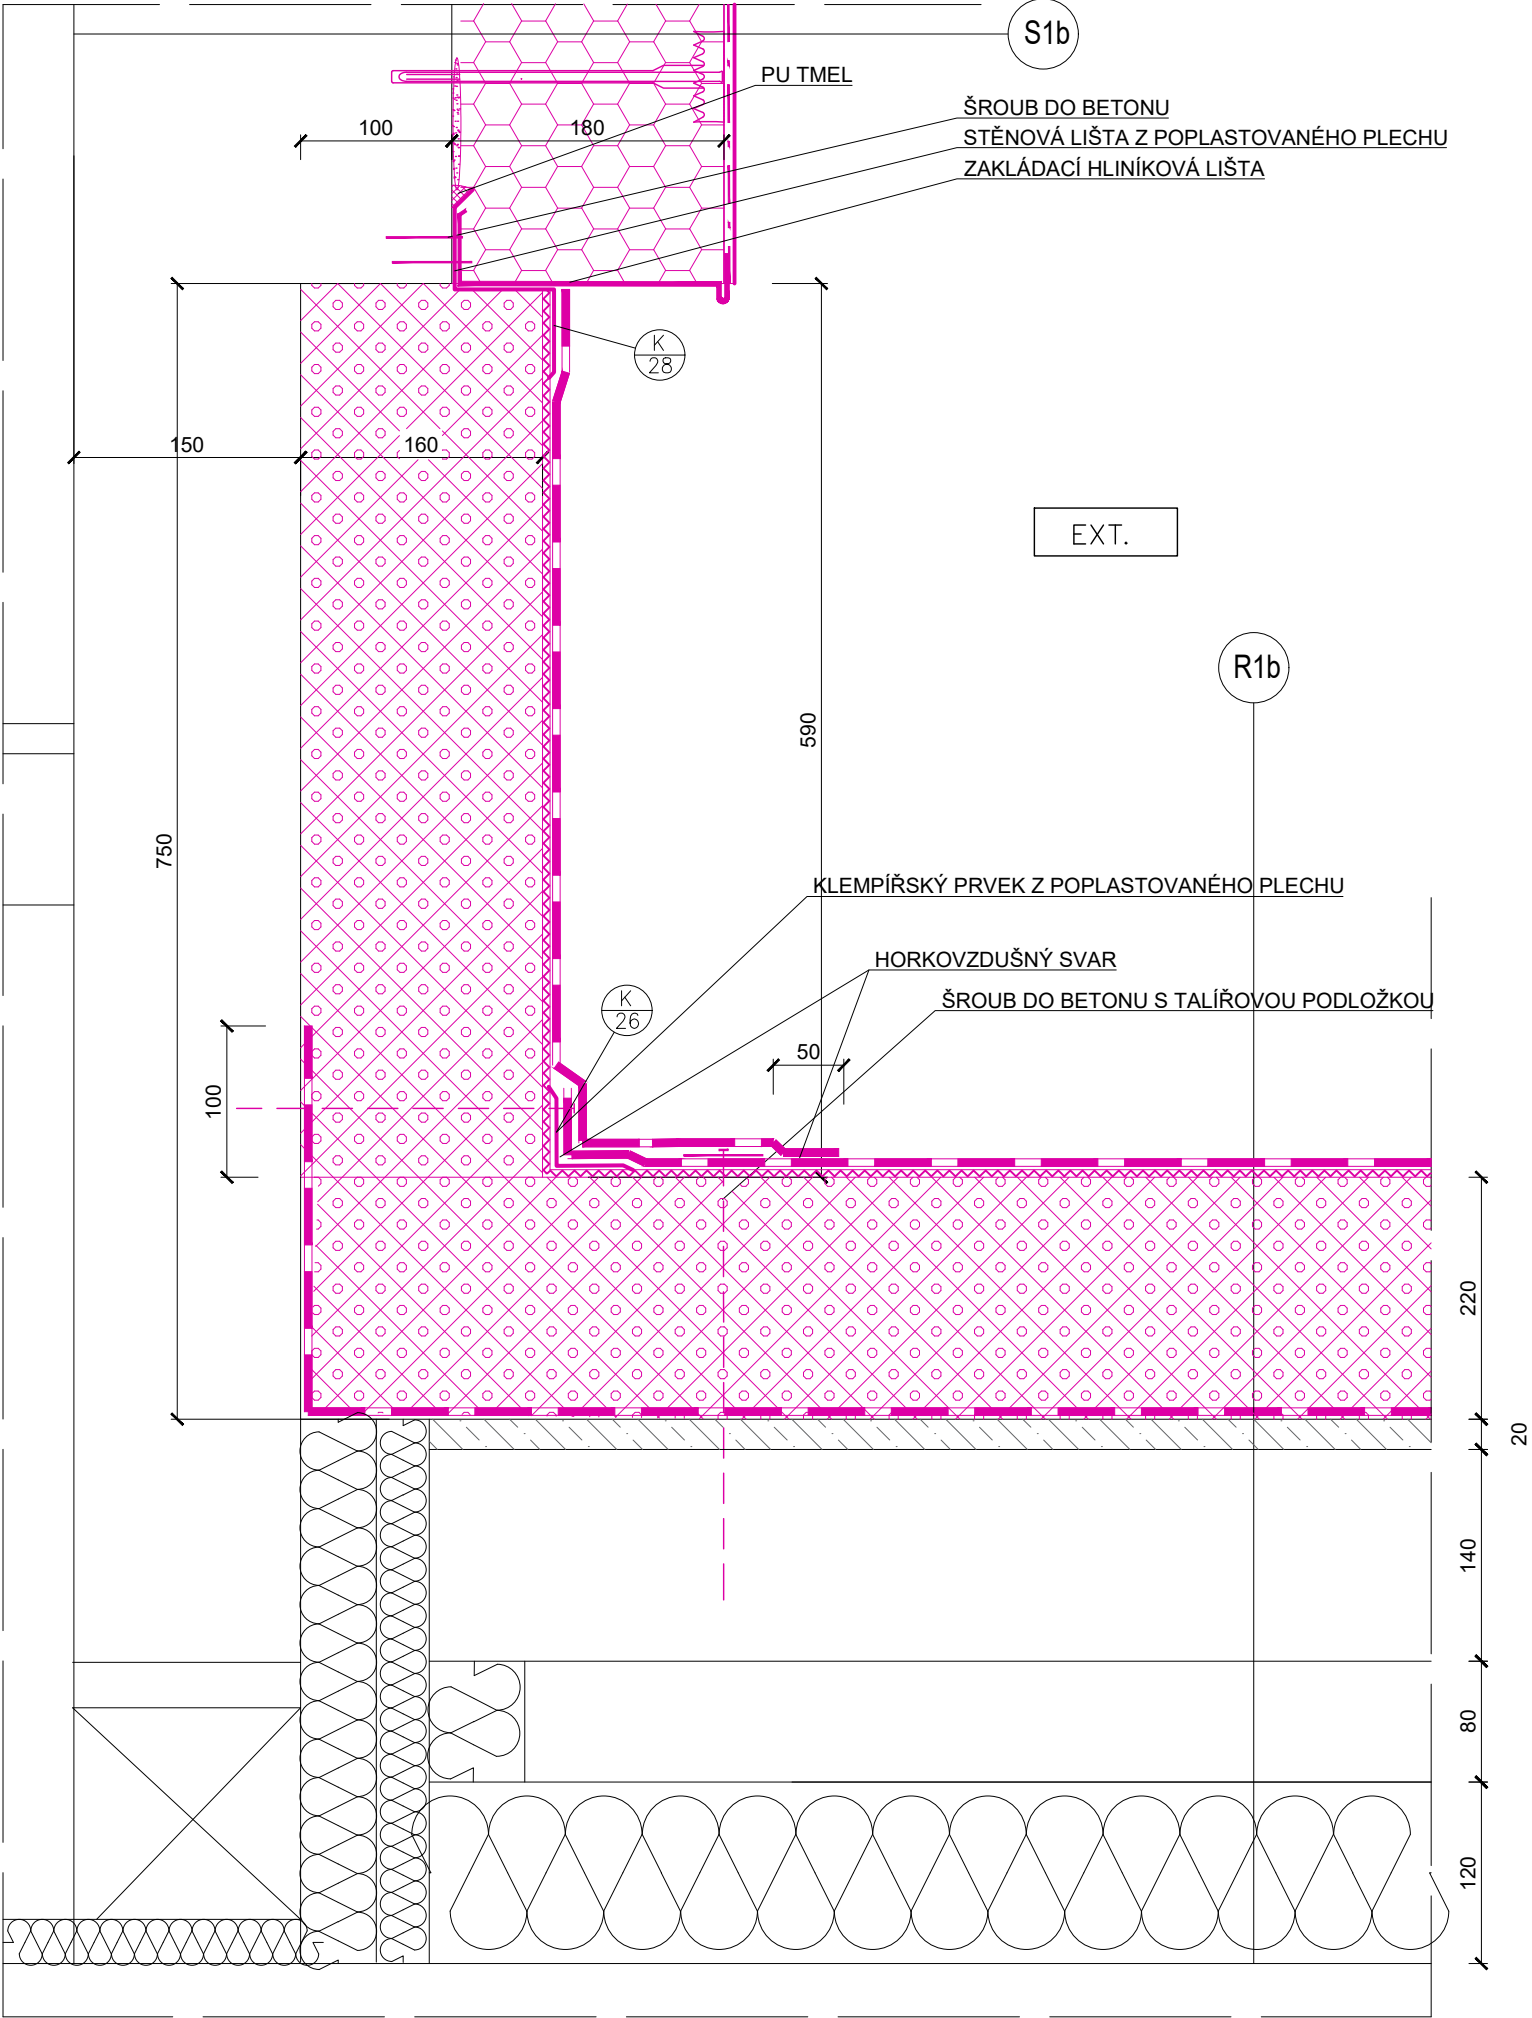 S1b
PU TMEL
ŠROUB DO BETONU
100
180
STĚNOVÁ LIŠTA Z POPLASTOVANÉHO PLECHU
ZAKLÁDACÍ HLINÍKOVÁ LIŠTA
K
28
150
160
EXT.
R1b
590
750
KLEMPÍŘSKÝ PRVEK Z POPLASTOVANÉHO PLECHU
HORKOVZDUŠNÝ SVAR
K
26
ŠROUB DO BETONU S TALÍŘOVOU PODLOŽKOU
50
100
220
20
140
80
120